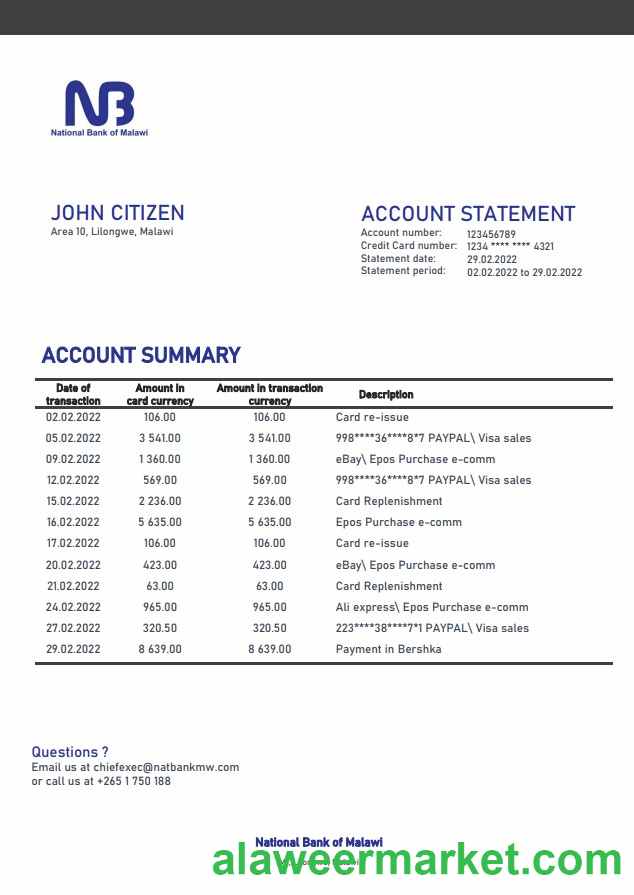 NB
National Bank of Malawi
JOHN CITIZEN
Area 10, Lilongwe, Malawi
ACCOUNT STATEMENT
Account number: 123456789
Credit Card number: 1234 **** **** 4321
Statement date: 29.02.2022
Statement period: 02.02.2022 to 29.02.2022
ACCOUNT SUMMARY
Date of transaction Amount in card currency Amount in transaction currency Description
02.02.2022 106.00 106.00 Card re-issue
05.02.2022 3 541.00 3 541.00 998****36****8*7 PAYPAL\ Visa sales
09.02.2022 1 360.00 1 360.00 eBay\ Epos Purchase e-comm
12.02.2022 569.00 569.00 998****36****8*7 PAYPAL\ Visa sales
15.02.2022 2 236.00 2 236.00 Card Replenishment
16.02.2022 5 635.00 5 635.00 Epos Purchase e-comm
17.02.2022 106.00 106.00 Card re-issue
20.02.2022 423.00 423.00 eBay\ Epos Purchase e-comm
21.02.2022 63.00 63.00 Card Replenishment
24.02.2022 965.00 965.00 Ali express\ Epos Purchase e-comm
27.02.2022 320.50 320.50 223****38****7*1 PAYPAL\ Visa sales
29.02.2022 8 639.00 8 639.00 Payment in Bershka
Questions ?
Email us at chiefexec@natbankmw.com
or call us at +265 1 750 188
National Bank of Malawi
alaweermarket.com